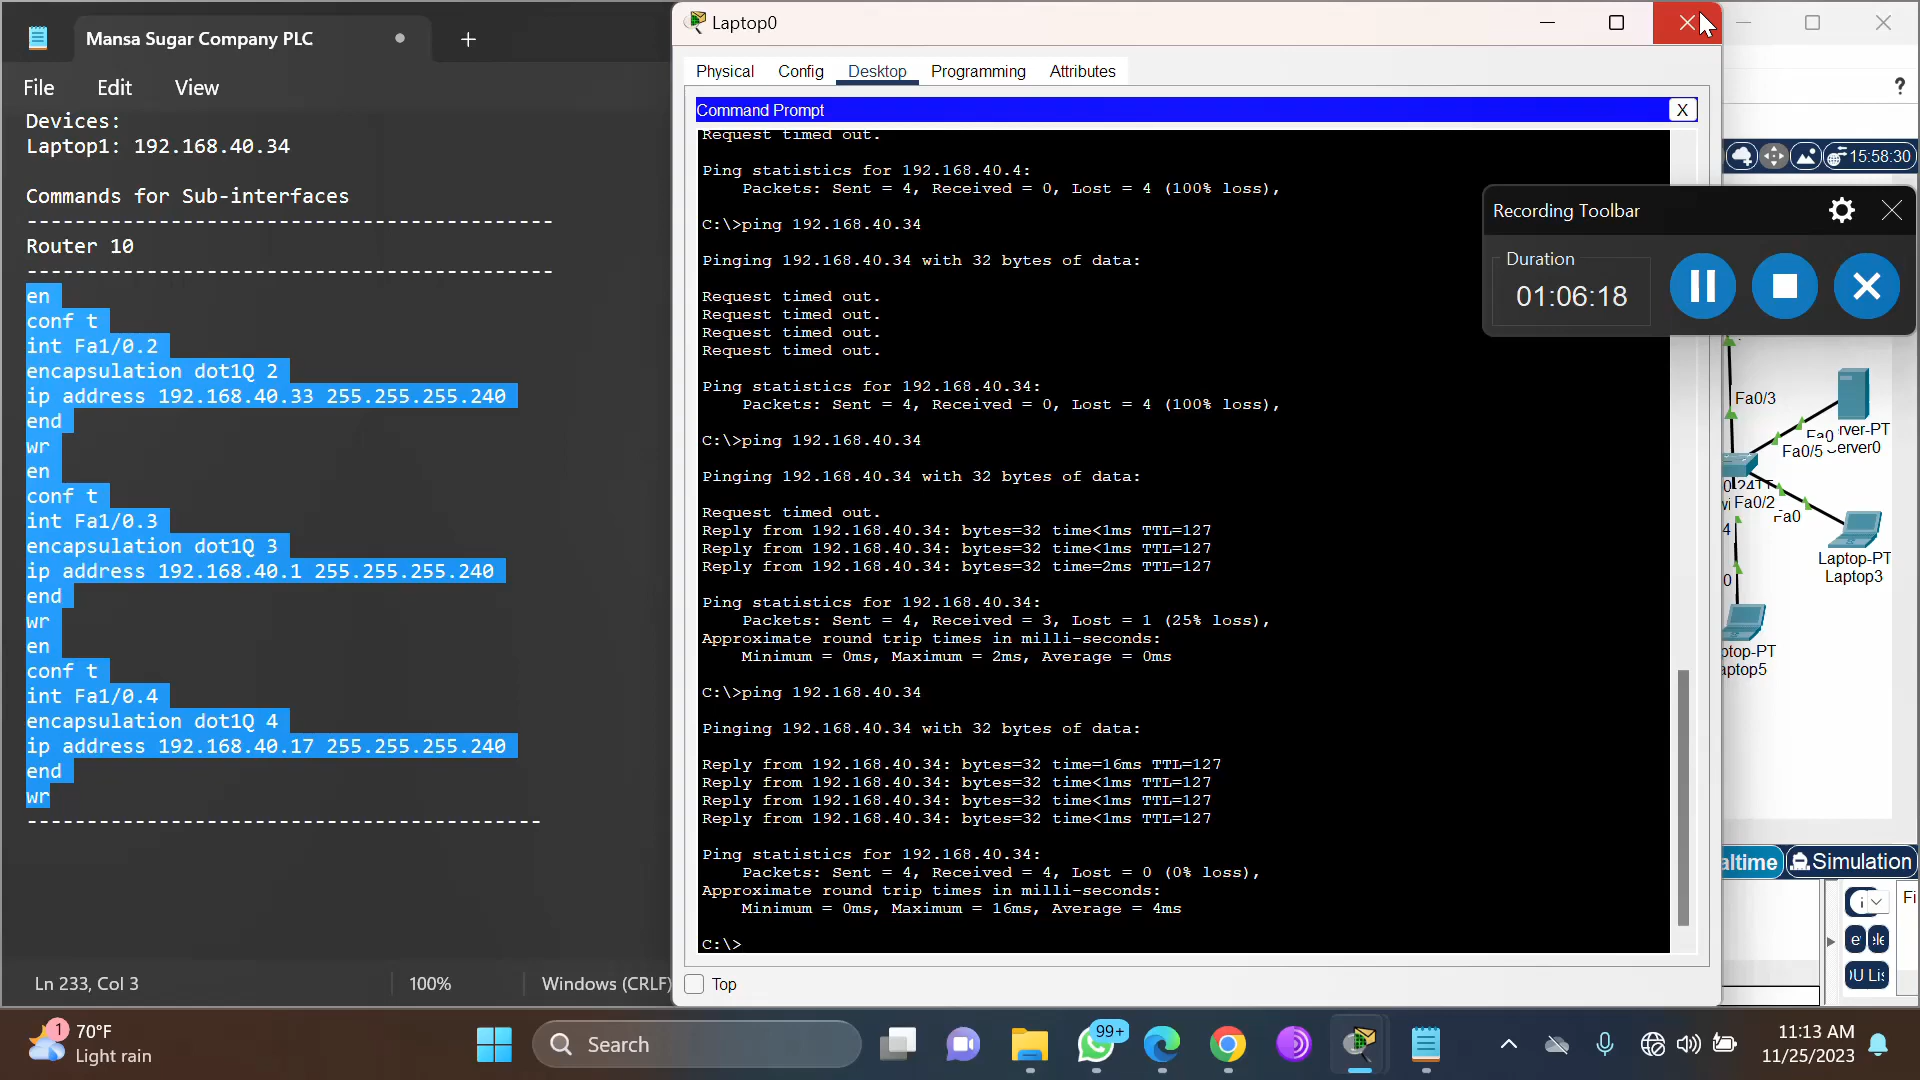 Mansa Sugar Company PLC
File Edit View
Devices:
Laptop1: 192.168.40.34
Commands for Sub-interfaces
--------------------------------------------
Router 10
--------------------------------------------
en
conf t
int Fa1/0.2
encapsulation dot1Q 2
ip address 192.168.40.33 255.255.255.240
end
wr
en
conf t
int Fa1/0.3
encapsulation dot1Q 3
ip address 192.168.40.1 255.255.255.240
end
wr
en
conf t
int Fa1/0.4
encapsulation dot1Q 4
ip address 192.168.40.17 255.255.255.240
end
wr
-------------------------------------------
Ln 233, Col 3 100% Windows (CRLF)
Laptop0
Physical Config Desktop Programming Attributes
Command Prompt X
Request timed out.
Ping statistics for 192.168.40.4:
Packets: Sent = 4, Received = 0, Lost = 4 (100% loss),
C:\>ping 192.168.40.34
Pinging 192.168.40.34 with 32 bytes of data:
Request timed out.
Request timed out.
Request timed out.
Request timed out.
Ping statistics for 192.168.40.34:
Packets: Sent = 4, Received = 0, Lost = 4 (100% loss),
C:\>ping 192.168.40.34
Pinging 192.168.40.34 with 32 bytes of data:
Request timed out.
Reply from 192.168.40.34: bytes=32 time<1ms TTL=127
Reply from 192.168.40.34: bytes=32 time<1ms TTL=127
Reply from 192.168.40.34: bytes=32 time=2ms TTL=127
Ping statistics for 192.168.40.34:
Packets: Sent = 4, Received = 3, Lost = 1 (25% loss),
Approximate round trip times in milli-seconds:
Minimum = 0ms, Maximum = 2ms, Average = 0ms
C:\>ping 192.168.40.34
Pinging 192.168.40.34 with 32 bytes of data:
Reply from 192.168.40.34: bytes=32 time=16ms TTL=127
Reply from 192.168.40.34: bytes=32 time<1ms TTL=127
Reply from 192.168.40.34: bytes=32 time<1ms TTL=127
Reply from 192.168.40.34: bytes=32 time<1ms TTL=127
Ping statistics for 192.168.40.34:
Packets: Sent = 4, Received = 4, Lost = 0 (0% loss),
Approximate round trip times in milli-seconds:
Minimum = 0ms, Maximum = 16ms, Average = 4ms
C:\>
Top
?
15:58:30
Recording Toolbar
Duration
01:06:18
Fa0/3
rver-PT
Server0
Fa0
Fa0/5
Fa0/2
Fa0
4
Laptop-PT
Laptop3
0
ptop-PT
aptop5
altime Simulation
Fi
1
70°F
Light rain
Search
99+
11:13 AM
11/25/2023